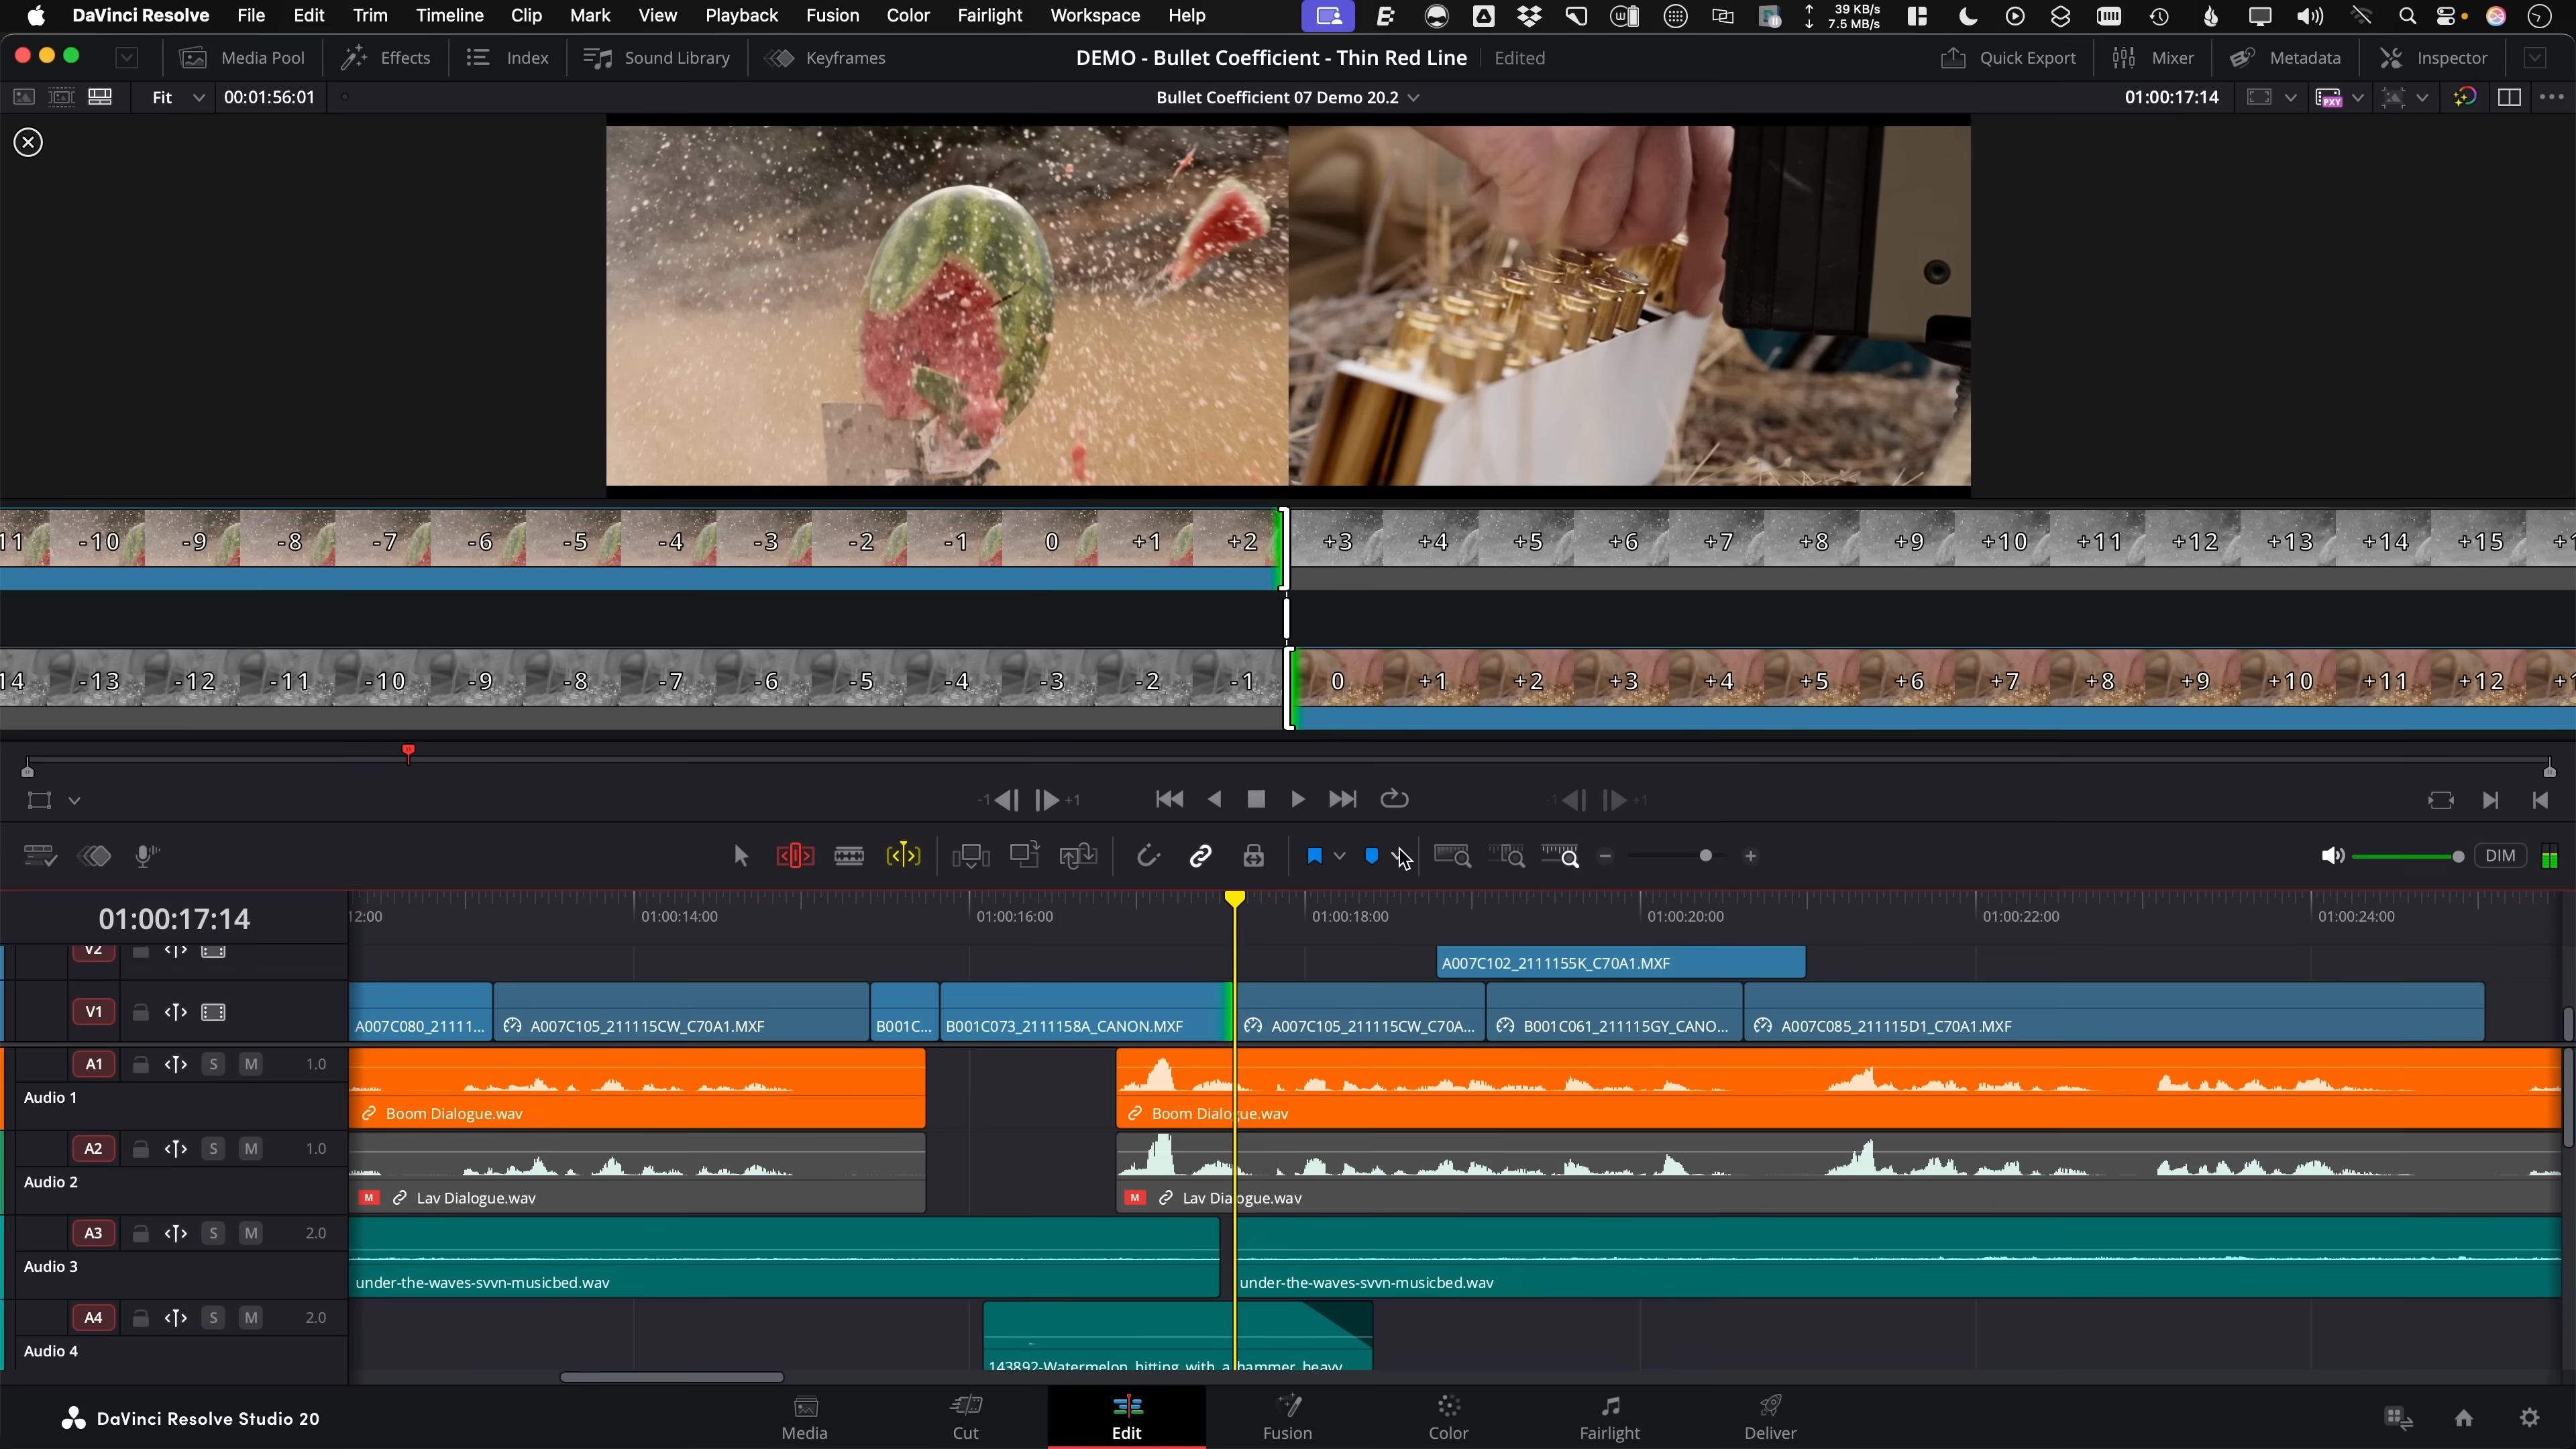 DaVinci Resolve File Edit Trim Timeline Clip Mark View Playback Fusion Color Fairlight Workspace Help 39 KB/s
7.5 MB/s
Media Pool Effects Index Sound Library Keyframes DEMO - Bullet Coefficient - Thin Red Line Edited Quick Export Mixer Metadata Inspector
Fit 00:01:56:01 Bullet Coefficient 07 Demo 20.2 01:00:17:14 PXY
11 -10 -9 -8 -7 -6 -5 -4 -3 -2 -1 0 +1 +2 +3 +4 +5 +6 +7 +8 +9 +10 +11 +12 +13 +14 +15
14 -13 -12 -11 -10 -9 -8 -7 -6 -5 -4 -3 -2 -1 0 +1 +2 +3 +4 +5 +6 +7 +8 +9 +10 +11 +12
-1 +1 -1 +1
DIM
01:00:17:14 12:00 01:00:14:00 01:00:16:00 01:00:18:00 01:00:20:00 01:00:22:00 01:00:24:00
V2 A007C102_2111155K_C70A1.MXF
V1 A007C080_21111... A007C105_211115CW_C70A1.MXF B001C... B001C073_2111158A_CANON.MXF A007C105_211115CW_C70A... B001C061_211115GY_CANO... A007C085_211115D1_C70A1.MXF
A1 S M 1.0
Audio 1
Boom Dialogue.wav Boom Dialogue.wav
A2 S M 1.0
Audio 2
M Lav Dialogue.wav M Lav Dialogue.wav
A3 S M 2.0
Audio 3
under-the-waves-svvn-musicbed.wav under-the-waves-svvn-musicbed.wav
A4 S M 2.0
Audio 4
143892-Watermelon_hitting_with_a_hammer_heavy
DaVinci Resolve Studio 20 Media Cut Edit Fusion Color Fairlight Deliver